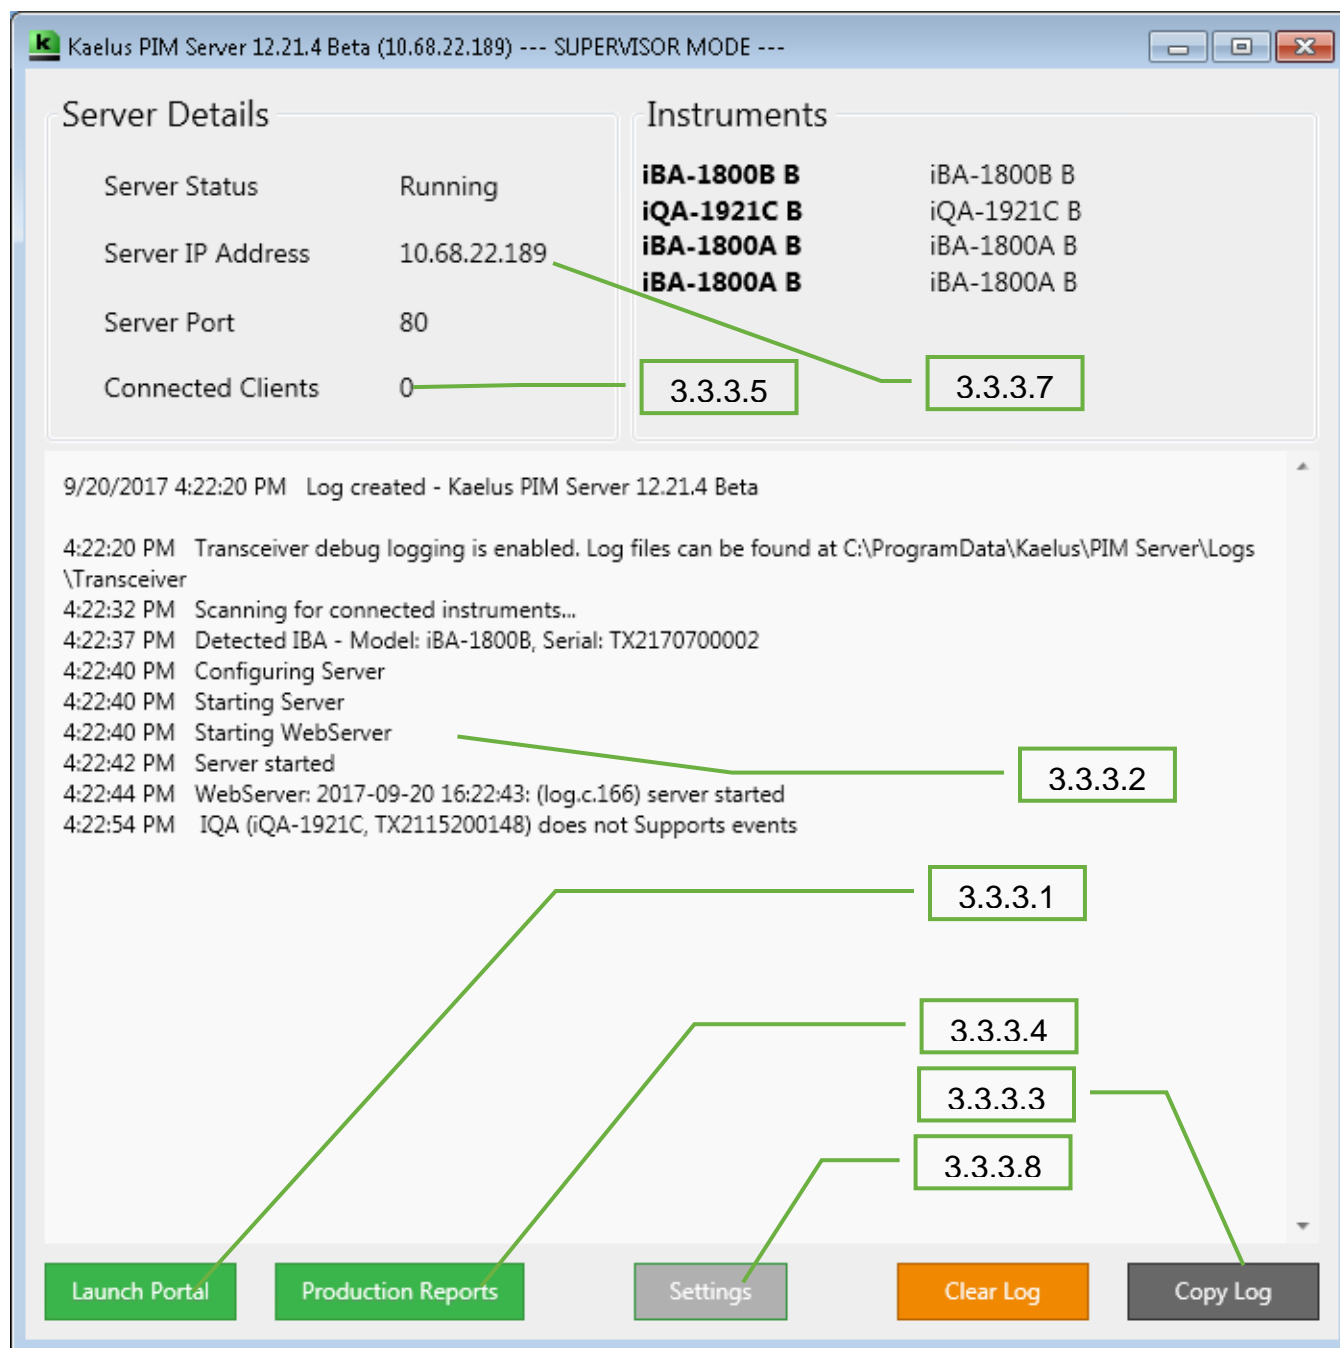 k Kaelus PIM Server 12.21.4 Beta (10.68.22.189) --- SUPERVISOR MODE ---
Server Details
Server Status Running
Server IP Address 10.68.22.189
Server Port 80
Connected Clients 0
Instruments
iBA-1800B B iBA-1800B B
iQA-1921C B iQA-1921C B
iBA-1800A B iBA-1800A B
iBA-1800A B iBA-1800A B
3.3.3.5
3.3.3.7
9/20/2017 4:22:20 PM Log created - Kaelus PIM Server 12.21.4 Beta
4:22:20 PM Transceiver debug logging is enabled. Log files can be found at C:\ProgramData\Kaelus\PIM Server\Logs
\Transceiver
4:22:32 PM Scanning for connected instruments...
4:22:37 PM Detected IBA - Model: iBA-1800B, Serial: TX2170700002
4:22:40 PM Configuring Server
4:22:40 PM Starting Server
4:22:40 PM Starting WebServer
4:22:42 PM Server started
4:22:44 PM WebServer: 2017-09-20 16:22:43: (log.c.166) server started
4:22:54 PM IQA (iQA-1921C, TX2115200148) does not Supports events
3.3.3.2
3.3.3.1
3.3.3.4
3.3.3.3
3.3.3.8
Launch Portal
Production Reports
Settings
Clear Log
Copy Log